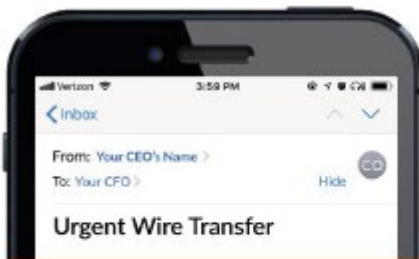 Verizon 3:59 PM
Inbox
From: Your CEO's Name
CO
To: Your CFO
Hide
Urgent Wire Transfer